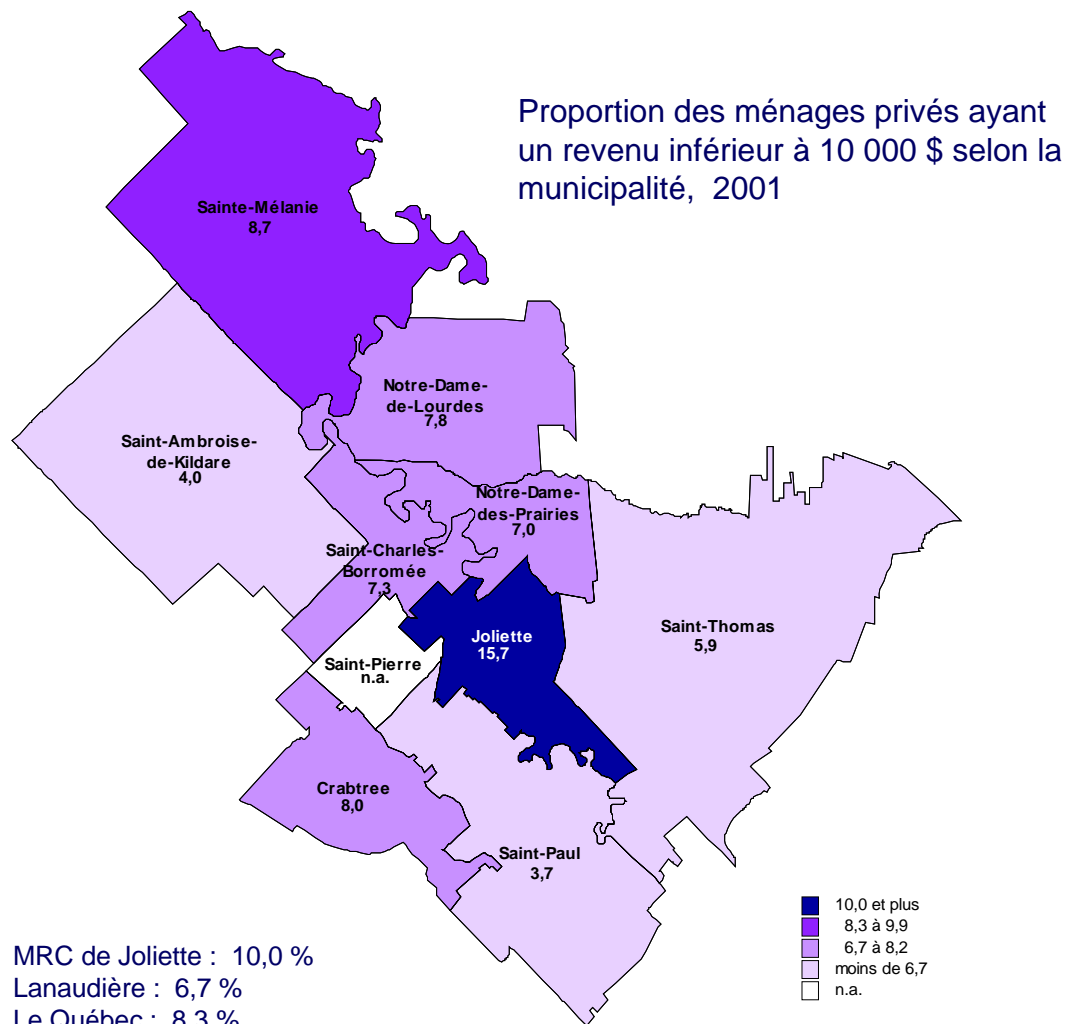 Proportion des ménages privés ayant
un revenu inférieur à 10 000 $ selon la
municipalité, 2001
Sainte-Mélanie
8,7
Notre-Dame-
de-Lourdes
7,8
Saint-Ambroise-
de-Kildare
4,0
Notre-Dame-
des-Prairies
7,0
Saint-Charles-
Borromée
7,3
Joliette
15,7
Saint-Thomas
5,9
Saint-Pierre
n.a.
Crabtree
8,0
Saint-Paul
3,7
10,0 et plus
8,3 à 9,9
6,7 à 8,2
moins de 6,7
n.a.
MRC de Joliette : 10,0 %
Lanaudière : 6,7 %
Le Québec : 8,3 %